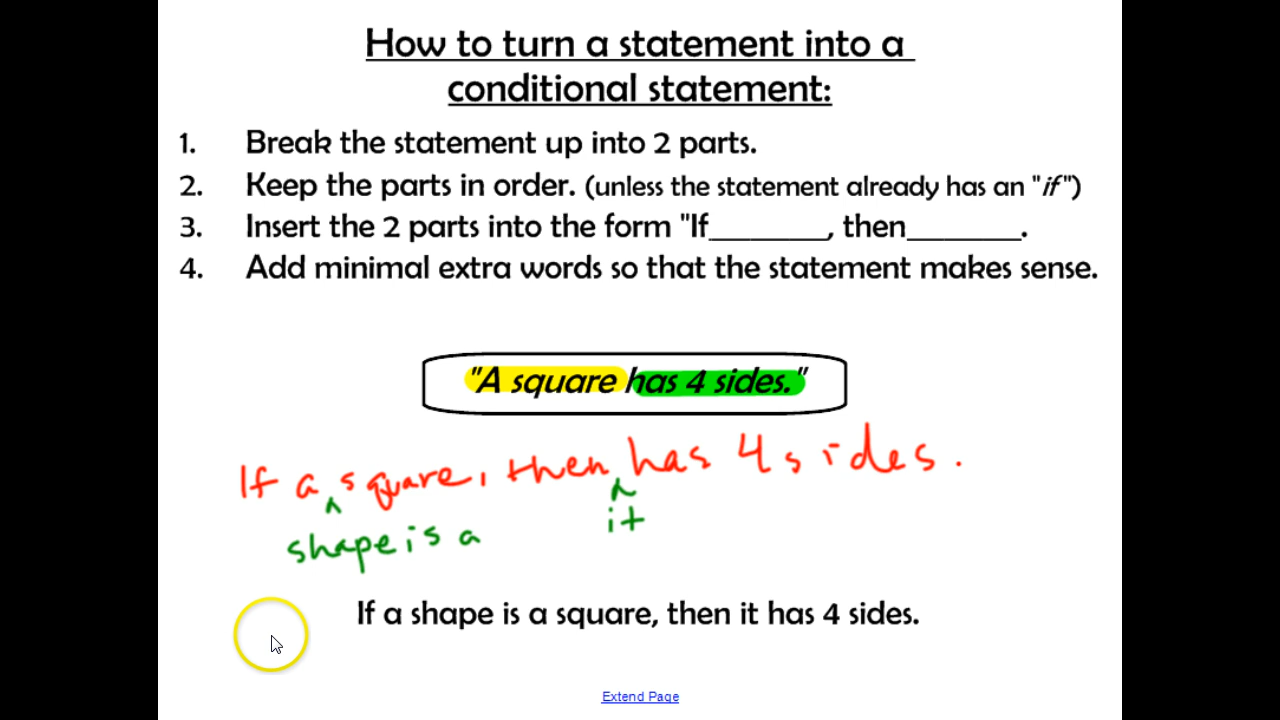 How to turn a statement into a
conditional statement:
1. Break the statement up into 2 parts.
2. Keep the parts in order. (unless the statement already has an "if")
3. Insert the 2 parts into the form "If_______, then_______.
4. Add minimal extra words so that the statement makes sense.
"A square has 4 sides."
If a ^ square, then ^ has 4 sides.
shape is a it
If a shape is a square, then it has 4 sides.
Extend Page